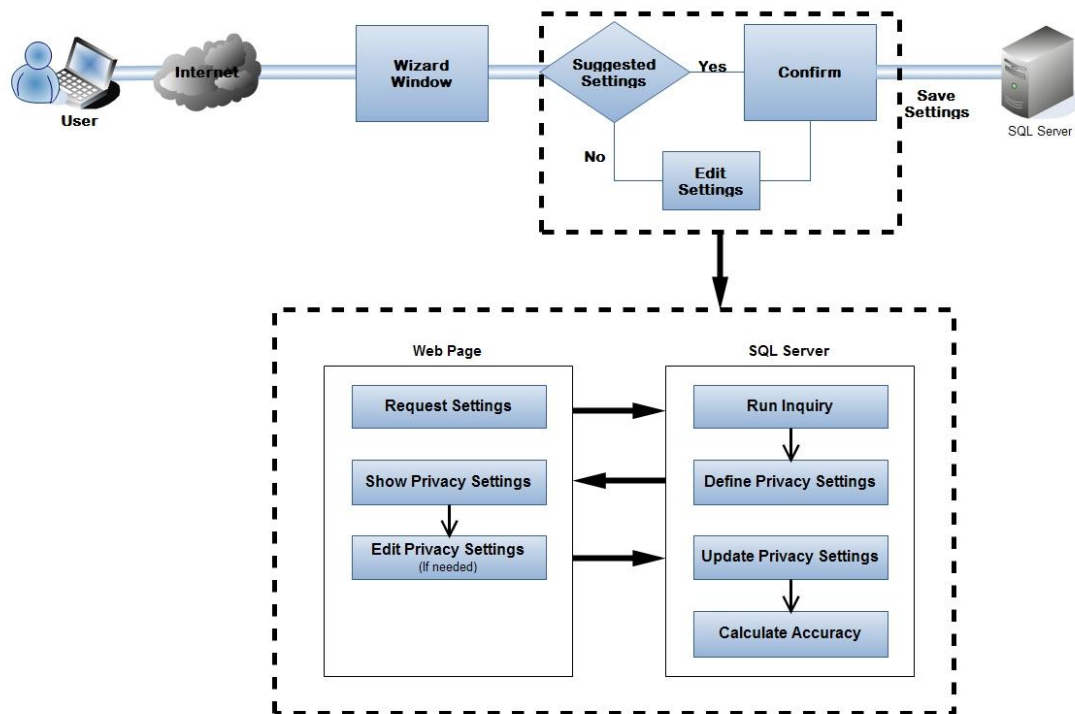 User
Internet
Wizard
Window
Suggested
Settings
Yes
Confirm
Save
Settings
SQL Server
No
Edit
Settings
Web Page
SQL Server
Request Settings
Run Inquiry
Show Privacy Settings
Define Privacy Settings
Edit Privacy Settings
(If needed)
Update Privacy Settings
Calculate Accuracy